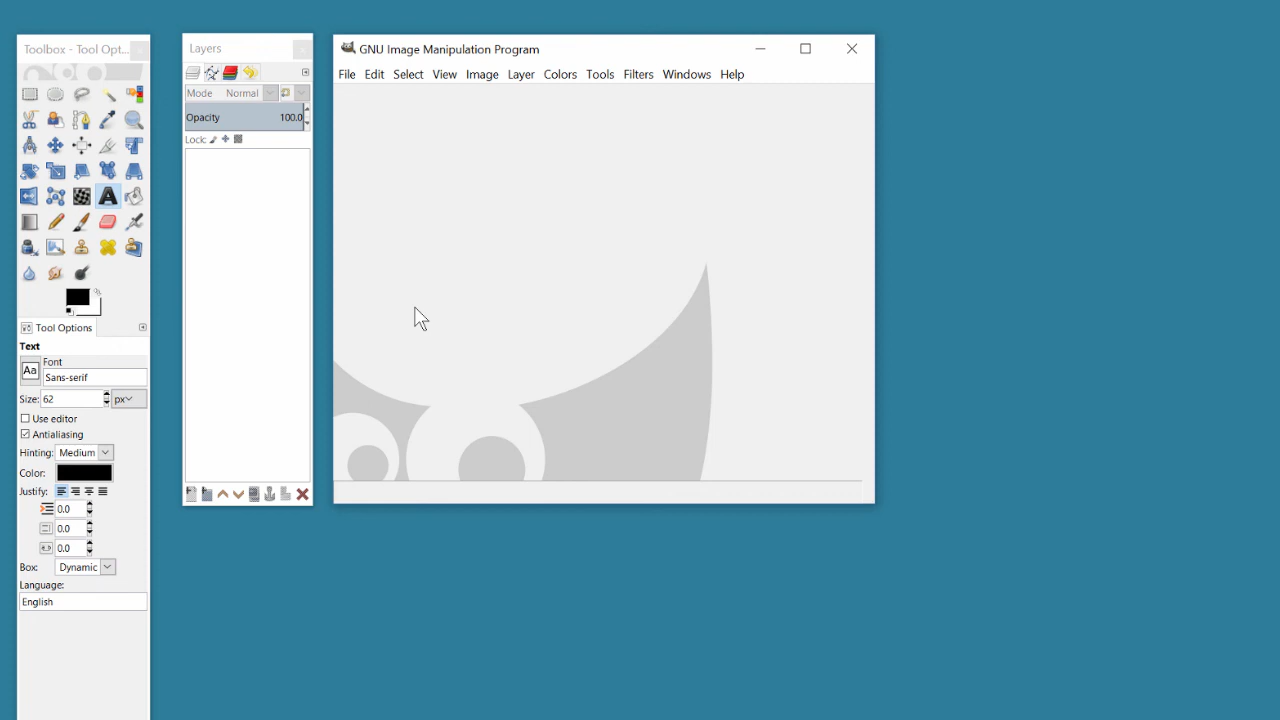 Toolbox - Tool Opt...
Tool Options
Text
Aa
Font
Sans-serif
Size: 62 px
Use editor
Antialiasing
Hinting: Medium
Color:
Justify:
0.0
0.0
0.0
Box: Dynamic
Language:
English
Layers
Mode Normal
Opacity 100.0
Lock:
GNU Image Manipulation Program
File Edit Select View Image Layer Colors Tools Filters Windows Help